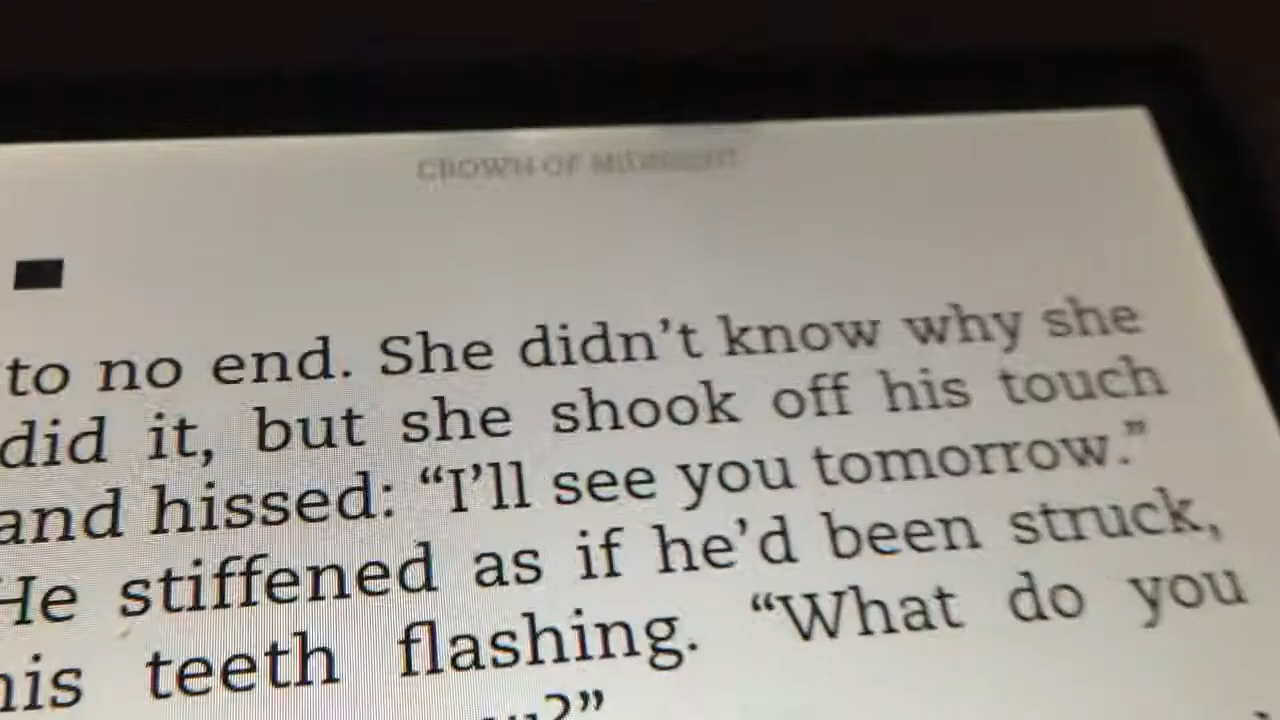 CROWN OF MIDNIGHT
to no end. She didn’t know why she
did it, but she shook off his touch
and hissed: “I’ll see you tomorrow.”
He stiffened as if he’d been struck,
his teeth flashing. “What do you